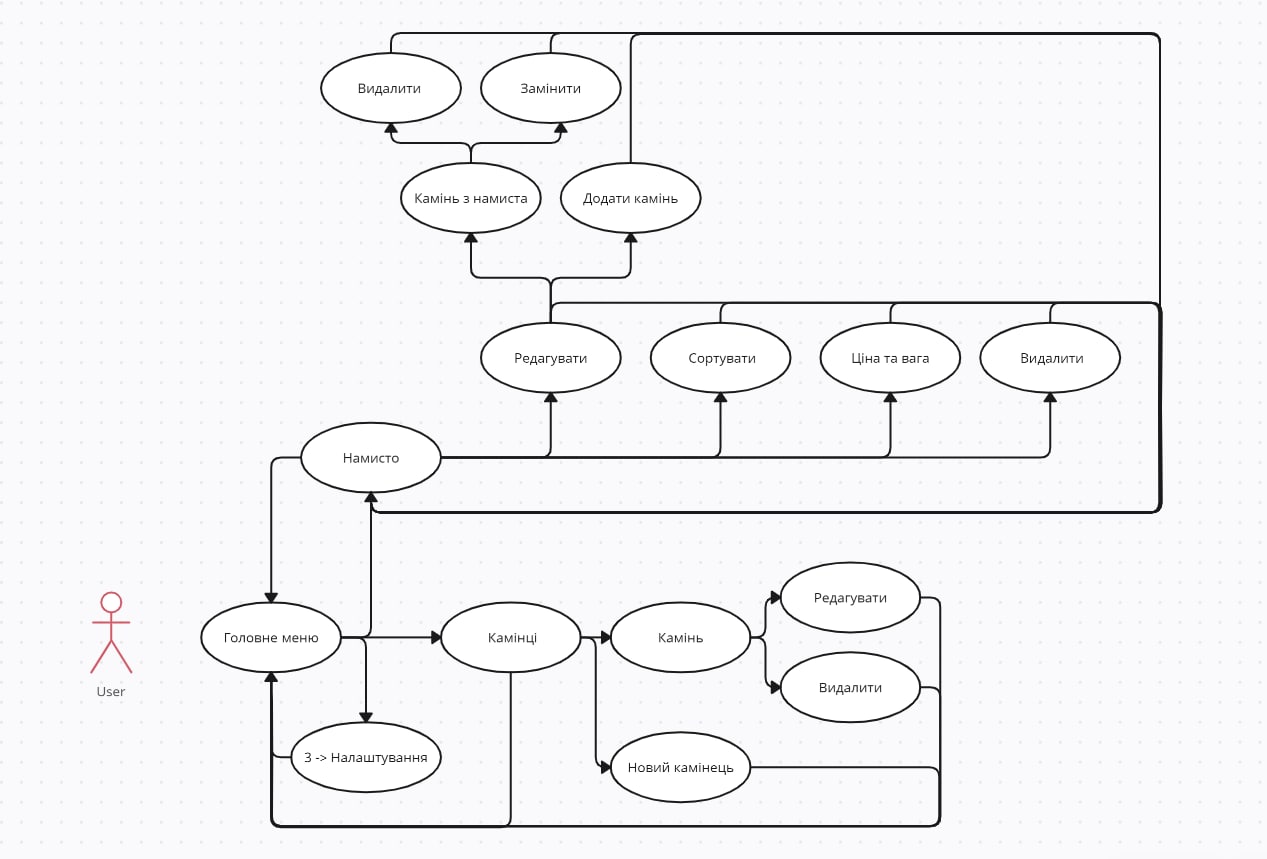 Видалити
Замінити
Камінь з намиста
Додати камінь
Редагувати
Сортувати
Ціна та вага
Видалити
Намисто
Редагувати
Головне меню
Камінці
Камінь
Видалити
User
3 -> Налаштування
Новий камінець